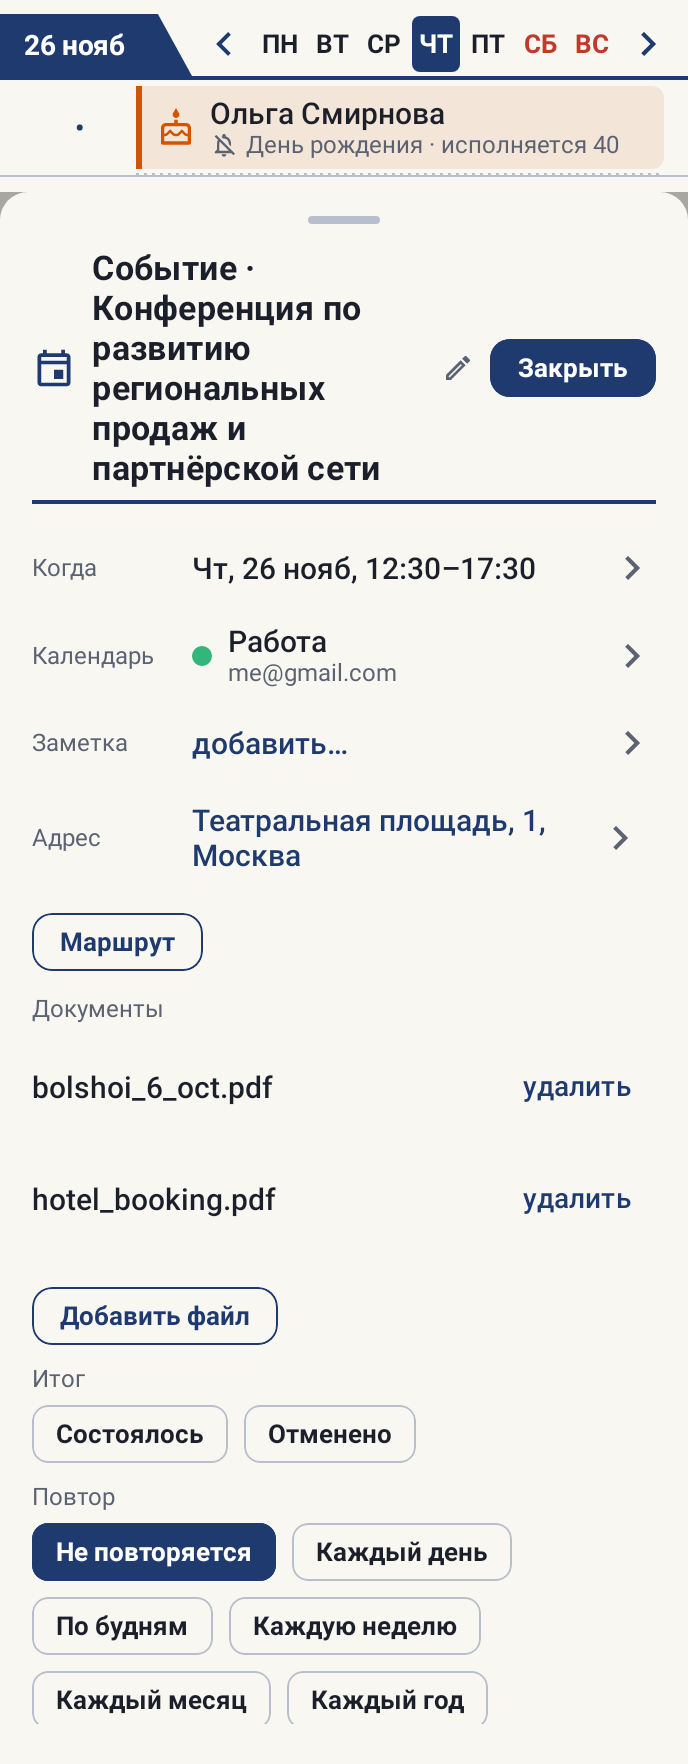 26 нояб ПН ВТ СР ЧТ ПТ СБ ВС
Ольга Смирнова
День рождения · исполняется 40
Событие ·
Конференция по
развитию
региональных
продаж и
партнёрской сети
Закрыть
Когда Чт, 26 нояб, 12:30–17:30
Календарь Работа
me@gmail.com
Заметка добавить…
Адрес Театральная площадь, 1,
Москва
Маршрут
Документы
bolshoi_6_oct.pdf удалить
hotel_booking.pdf удалить
Добавить файл
Итог
Состоялось Отменено
Повтор
Не повторяется Каждый день
По будням Каждую неделю
Каждый месяц Каждый год